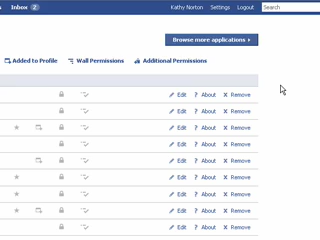 Inbox 2 Kathy Norton Settings Logout Search
Browse more applications
Added to Profile Wall Permissions Additional Permissions
Edit ? About X Remove
Edit ? About X Remove
Edit ? About X Remove
Edit ? About X Remove
Edit ? About X Remove
Edit ? About X Remove
Edit ? About X Remove
Edit ? About X Remove
Edit ? About X Remove